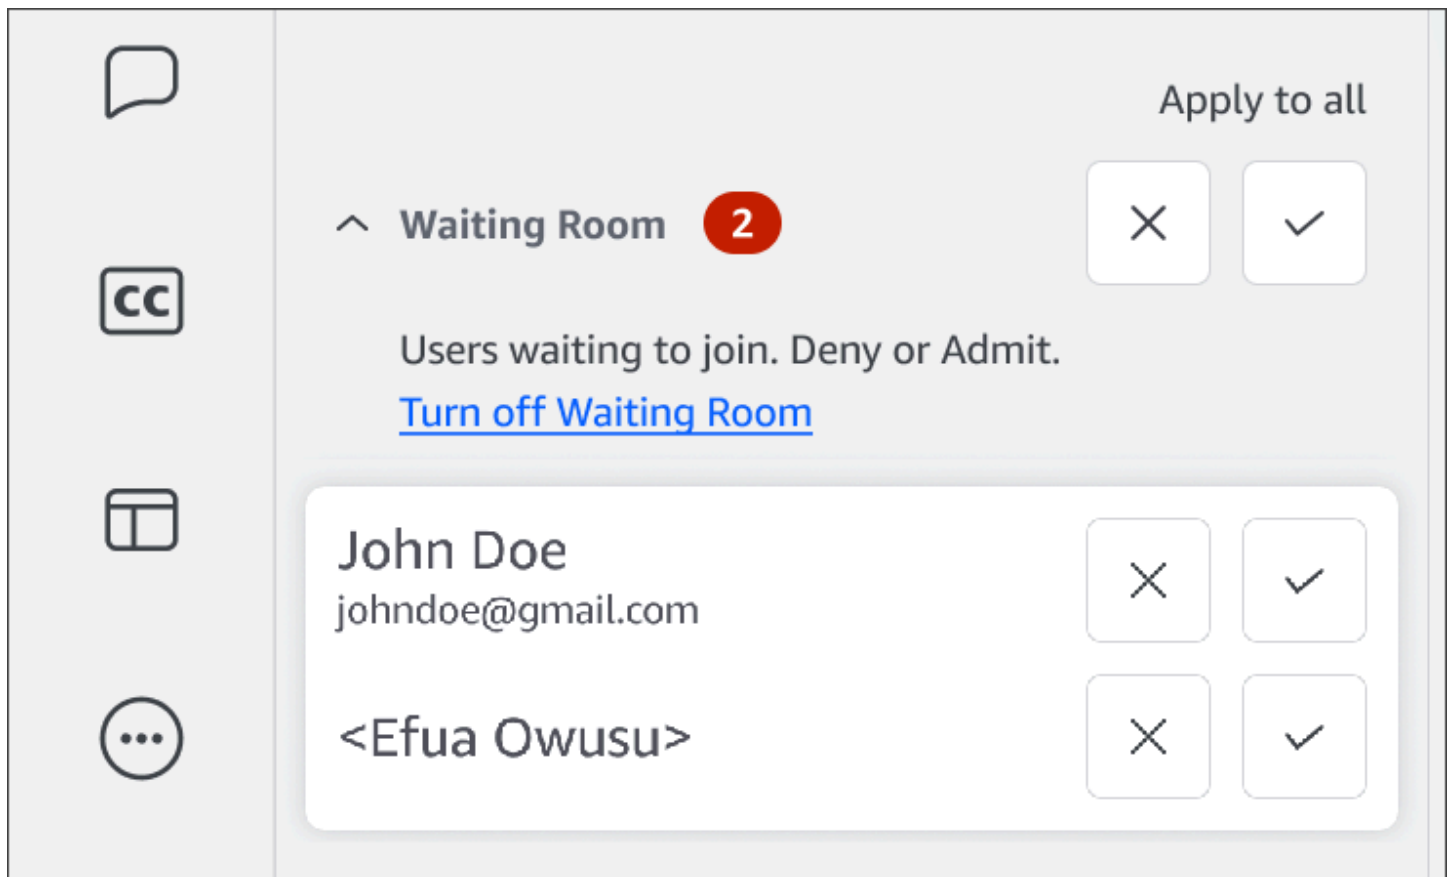 Apply to all
Waiting Room 2
CC
Users waiting to join. Deny or Admit.
Turn off Waiting Room
John Doe
johndoe@gmail.com
<Efua Owusu>